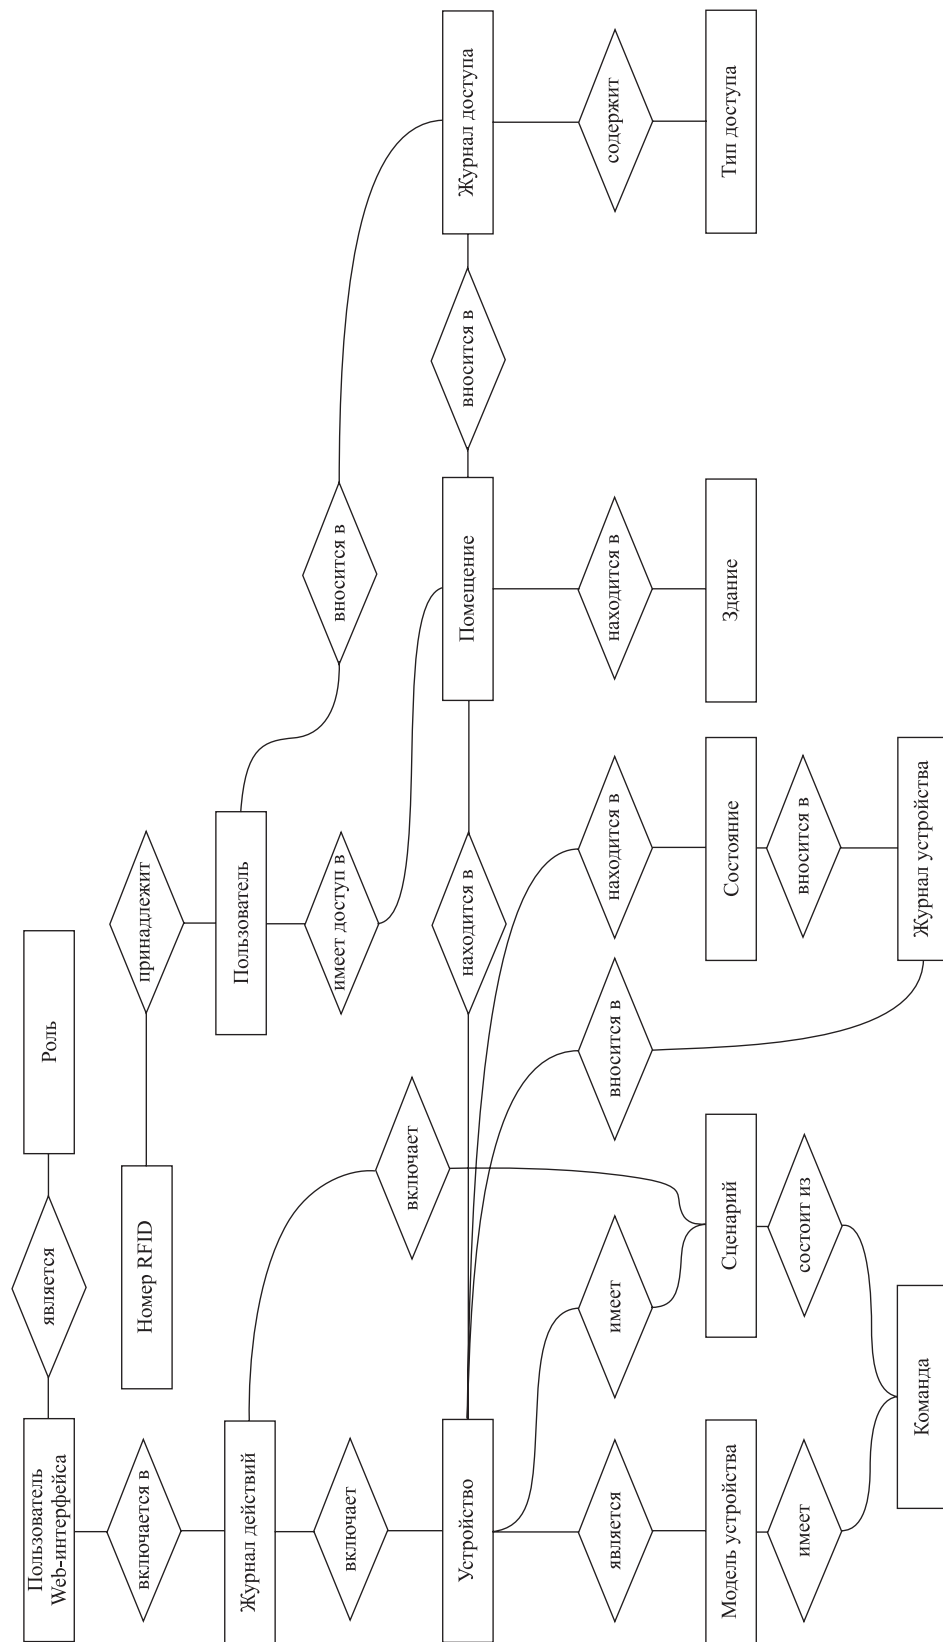 Пользователь
Web-интерфейса
является
Роль
включается в
Номер RFID
принадлежит
Журнал действий
Пользователь
включает
имеет доступ в
вносится в
включает
Устройство
находится в
Помещение
вносится в
Журнал доступа
является
имеет
вносится в
находится в
находится в
содержит
Модель устройства
Сценарий
Состояние
Здание
Тип доступа
имеет
состоит из
вносится в
Команда
Журнал устройства